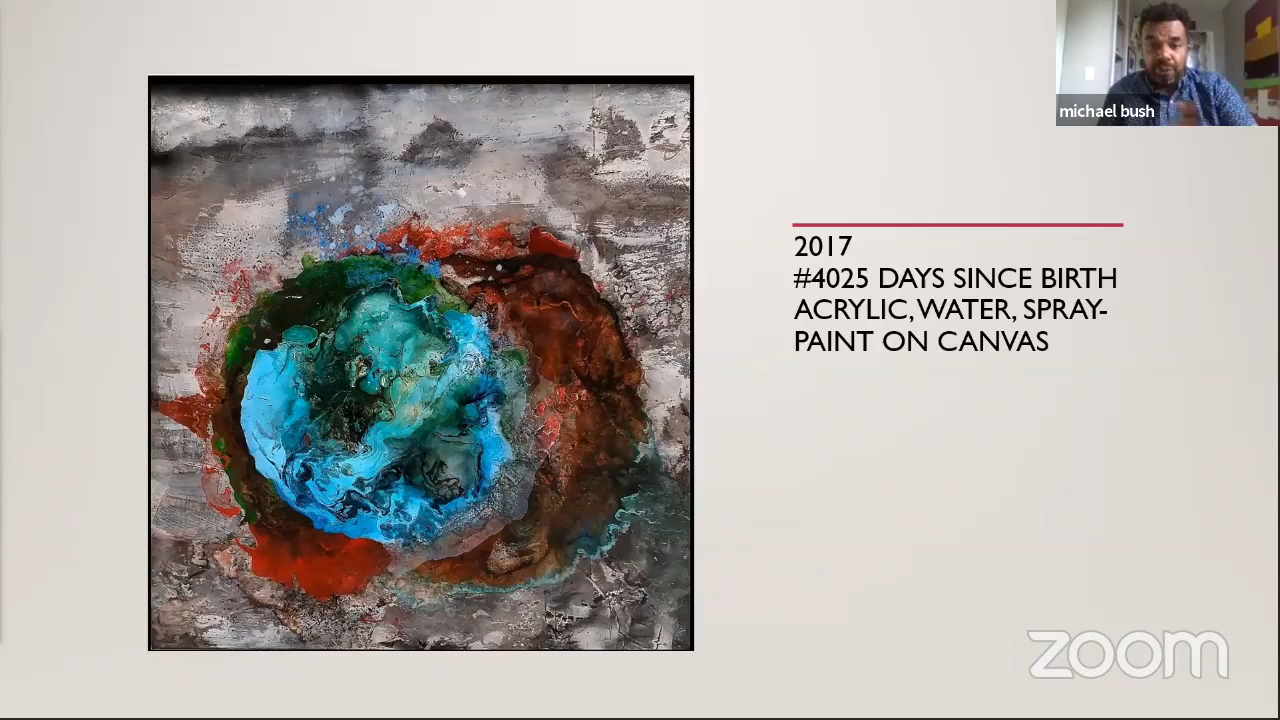 michael bush
2017
#4025 DAYS SINCE BIRTH
ACRYLIC, WATER, SPRAY-
PAINT ON CANVAS
zoom